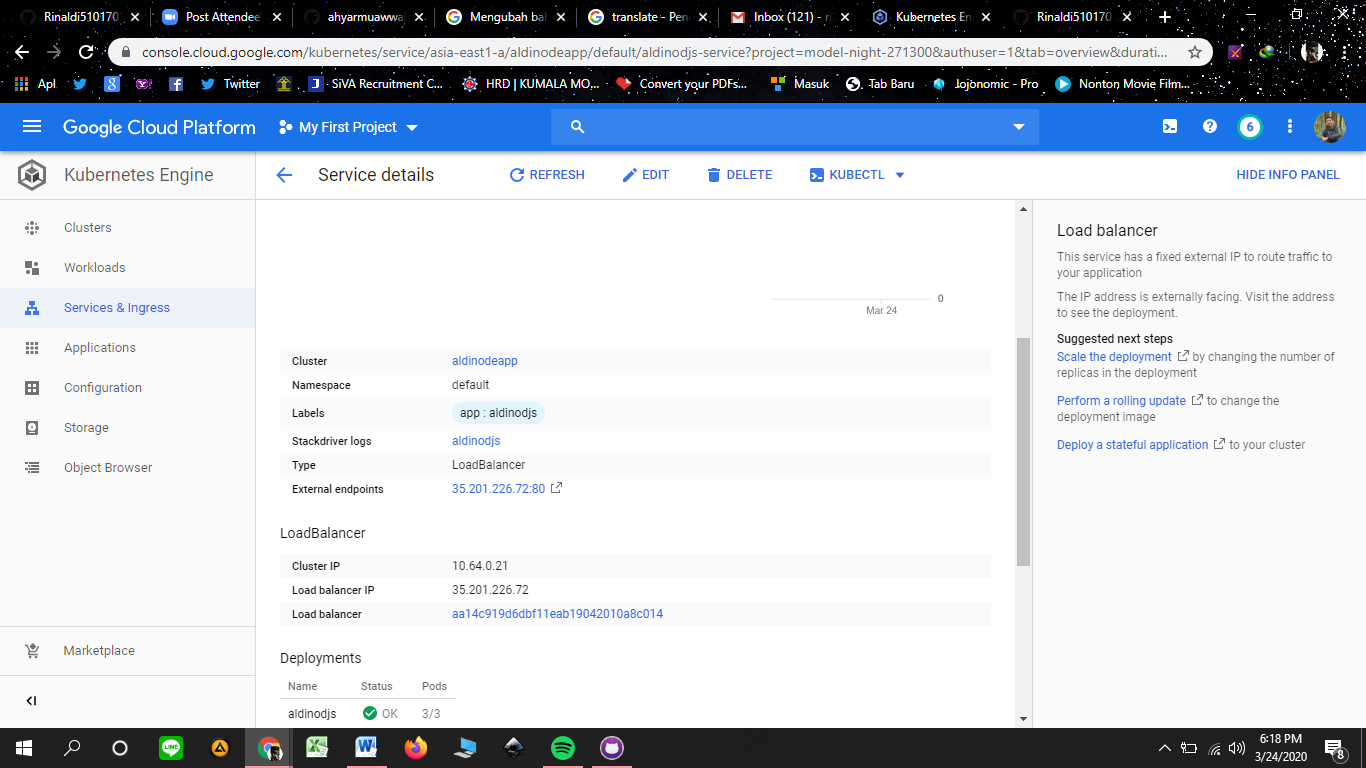 Rinaldi510170
Post Attendee
ahyarmuawwa
Mengubah bal
translate - Pen
Inbox (121) - ri
Kubernetes En
Rinaldi510170
console.cloud.google.com/kubernetes/service/asia-east1-a/aldinodeapp/default/aldinodjs-service?project=model-night-271300&authuser=1&tab=overview&durati...
Apl
Twitter
SiVA Recruitment C...
HRD | KUMALA MO...
Convert your PDFs...
Masuk
Tab Baru
Jojonomic - Pro
Nonton Movie Film...
Google Cloud Platform
My First Project
6
Kubernetes Engine
Service details
REFRESH
EDIT
DELETE
KUBECTL
HIDE INFO PANEL
Clusters
Workloads
Services & Ingress
Applications
Configuration
Storage
Object Browser
Marketplace
0
Mar 24
Cluster aldinodeapp
Namespace default
Labels app : aldinodjs
Stackdriver logs aldinodjs
Type LoadBalancer
External endpoints 35.201.226.72:80
LoadBalancer
Cluster IP 10.64.0.21
Load balancer IP 35.201.226.72
Load balancer aa14c919d6dbf11eab19042010a8c014
Deployments
Name Status Pods
aldinodjs OK 3/3
Load balancer
This service has a fixed external IP to route traffic to
your application
The IP address is externally facing. Visit the address
to see the deployment.
Suggested next steps
Scale the deployment by changing the number of
replicas in the deployment
Perform a rolling update to change the
deployment image
Deploy a stateful application to your cluster
LINE
6:18 PM
3/24/2020
8